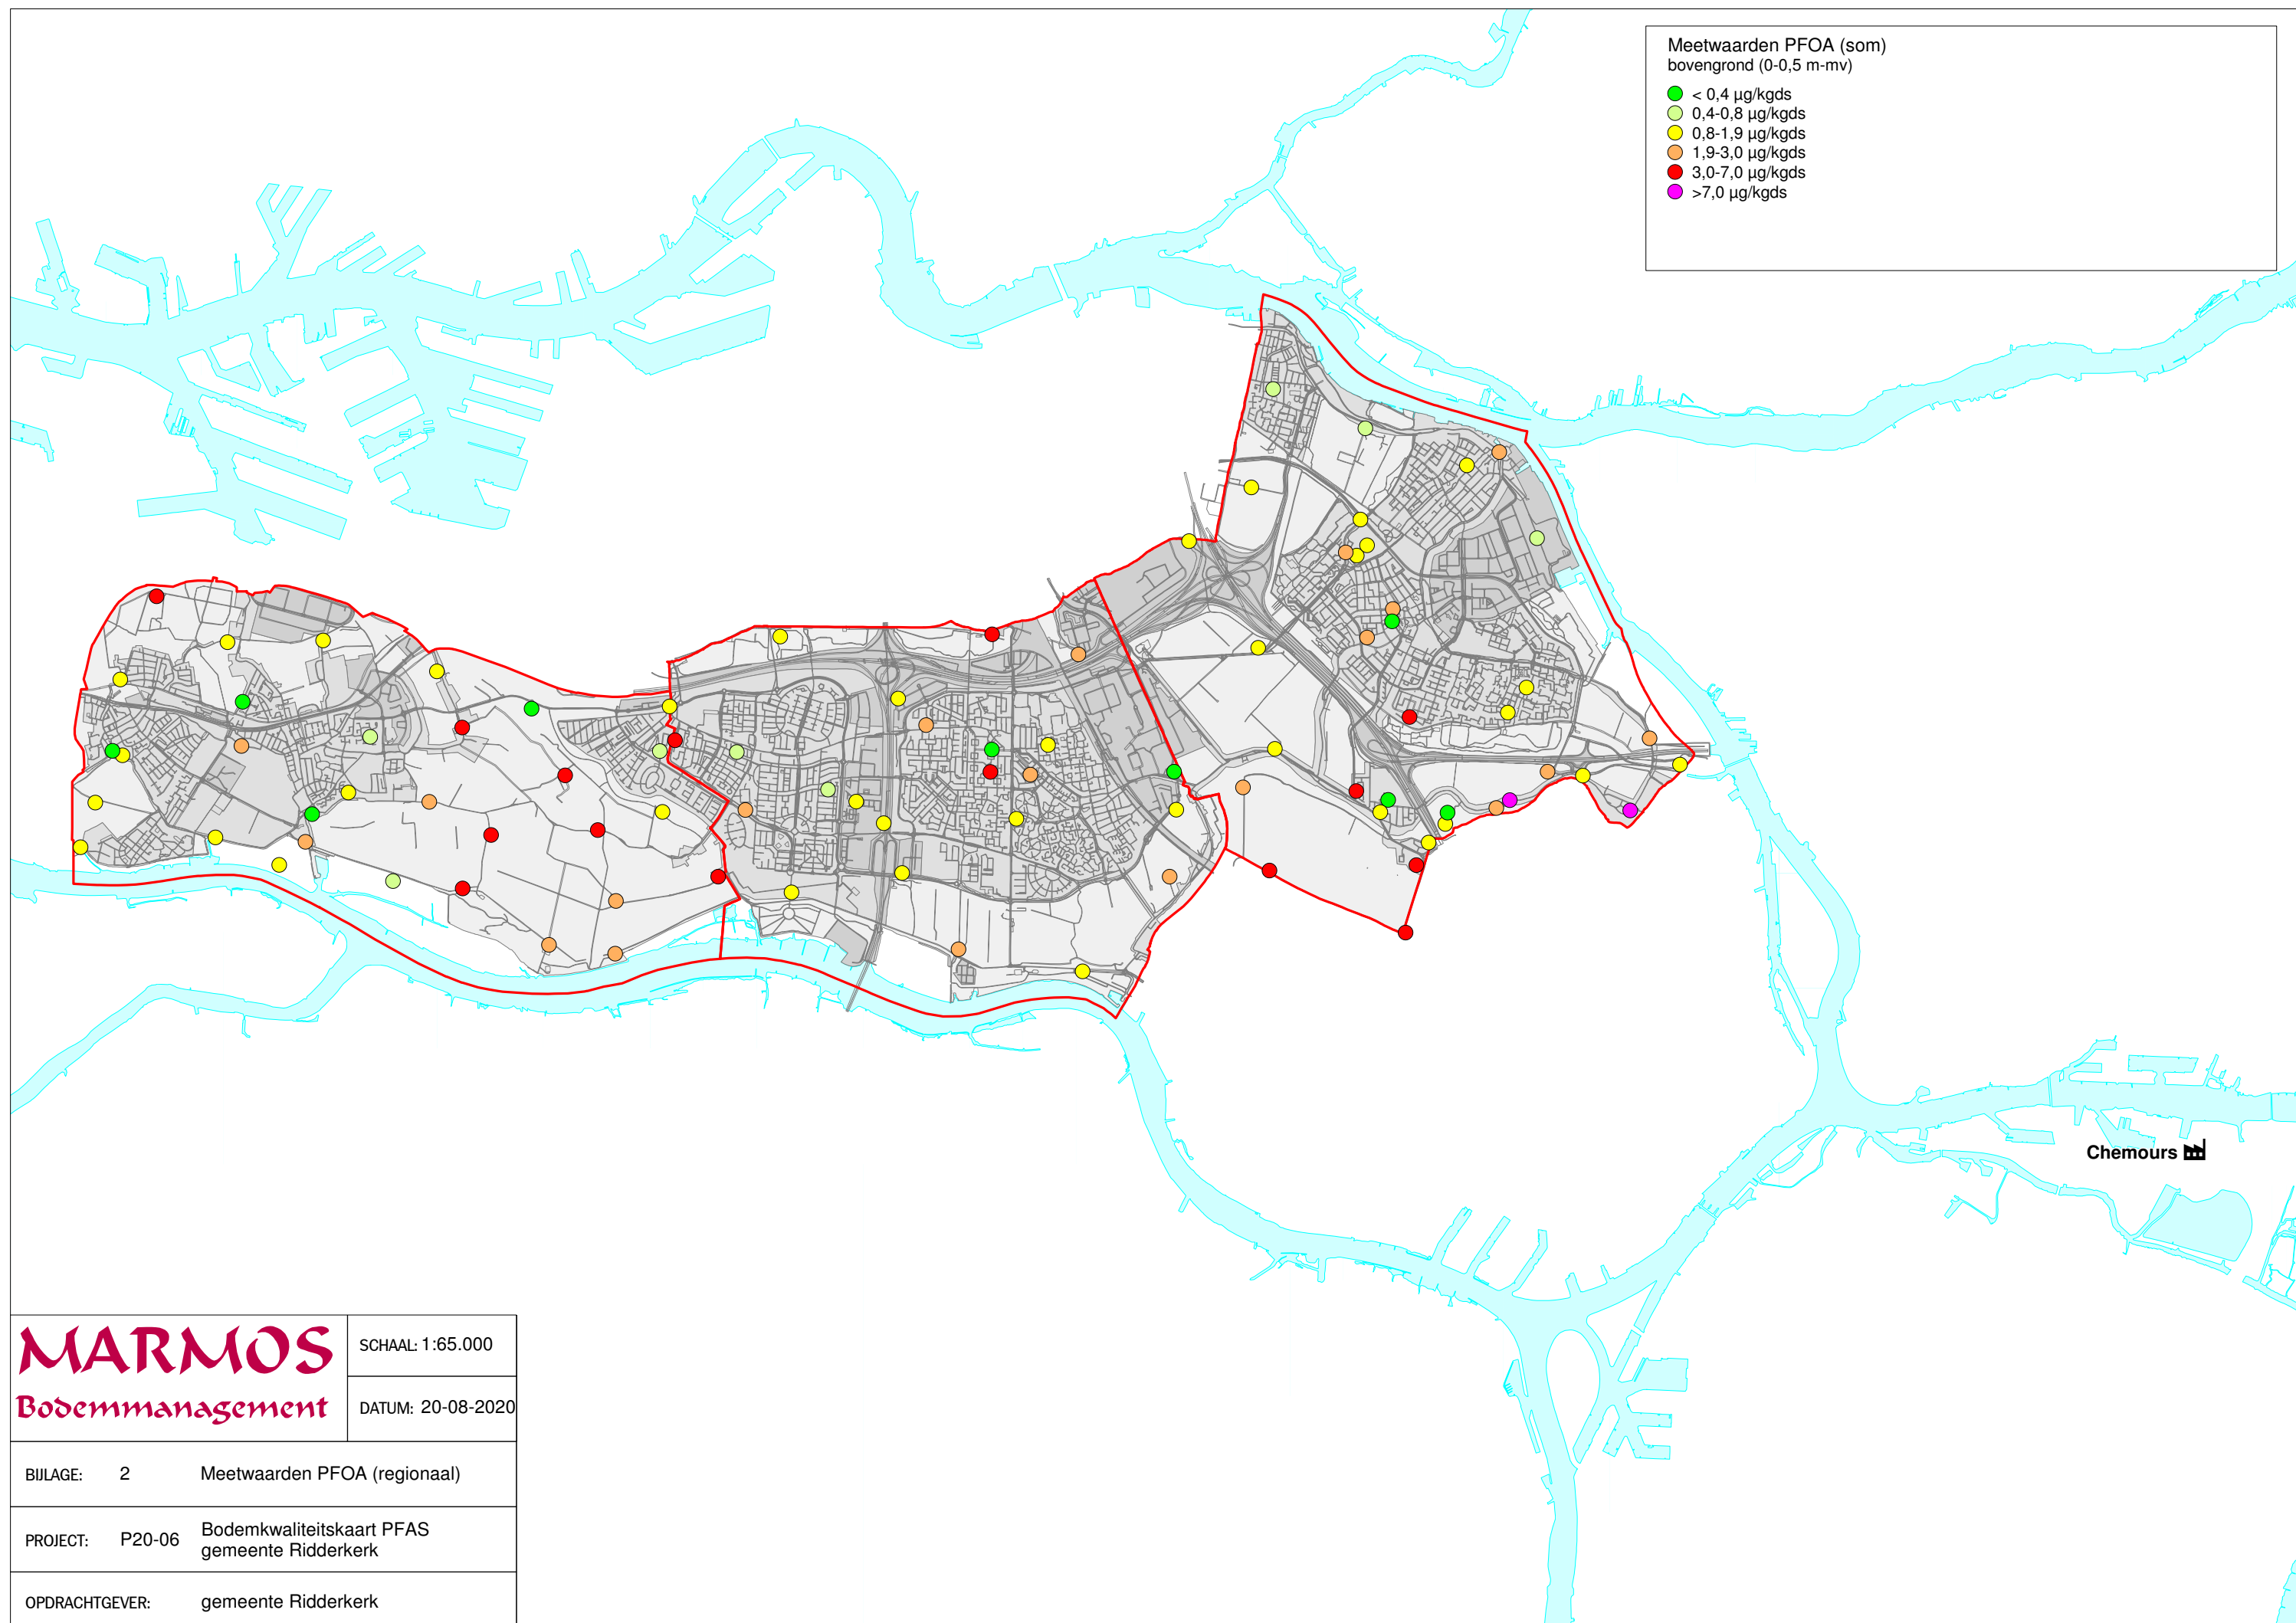 Meetwaarden PFOA (som)
bovengrond (0-0,5 m-mv)
< 0,4 µg/kgds
0,4-0,8 µg/kgds
0,8-1,9 µg/kgds
1,9-3,0 µg/kgds
3,0-7,0 µg/kgds
>7,0 µg/kgds
Chemours
MARMOS
Bodemmanagement
SCHAAL: 1:65.000
DATUM: 20-08-2020
BIJLAGE: 2 Meetwaarden PFOA (regionaal)
PROJECT: P20-06 Bodemkwaliteitskaart PFAS
gemeente Ridderkerk
OPDRACHTGEVER: gemeente Ridderkerk